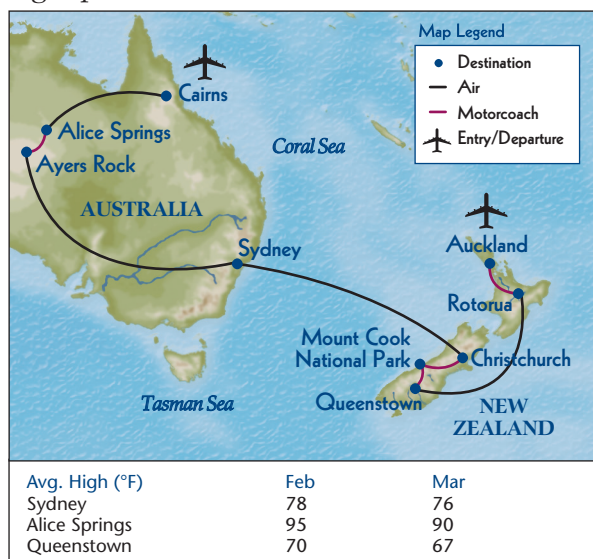 Map Legend
Destination
Air
Motorcoach
Entry/Departure
Cairns
Alice Springs
Ayers Rock
Coral Sea
AUSTRALIA
Sydney
Auckland
Rotorua
Mount Cook
National Park
Christchurch
Queenstown
Tasman Sea
NEW
ZEALAND
Avg. High (°F) Feb Mar
Sydney 78 76
Alice Springs 95 90
Queenstown 70 67